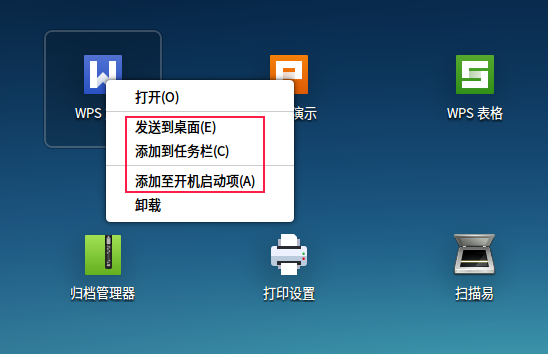 WPS
打开(O)
演示
WPS 表格
发送到桌面(E)
添加到任务栏(C)
添加至开机启动项(A)
卸载
归档管理器
打印设置
扫描易